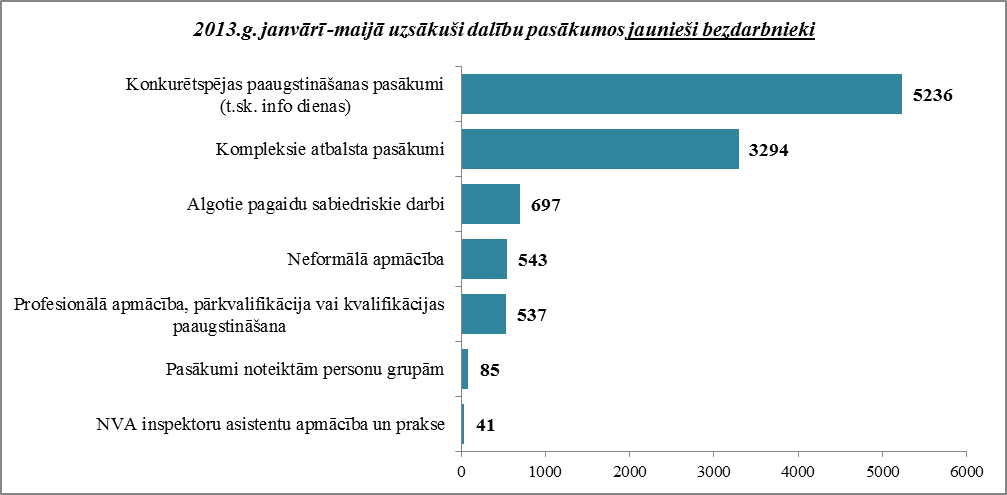 2013.g. janvārī -maijā uzsākuši dalību pasākumos jaunieši bezdarbnieki
Konkurētspējas paaugstināšanas pasākumi
(t.sk. info dienas)
5236
Kompleksie atbalsta pasākumi
3294
Algotie pagaidu sabiedriskie darbi
697
Neformālā apmācība
543
Profesionālā apmācība, pārkvalifikācija vai kvalifikācijas
paaugstināšana
537
Pasākumi noteiktām personu grupām
85
NVA inspektoru asistentu apmācība un prakse
41
0 1000 2000 3000 4000 5000 6000